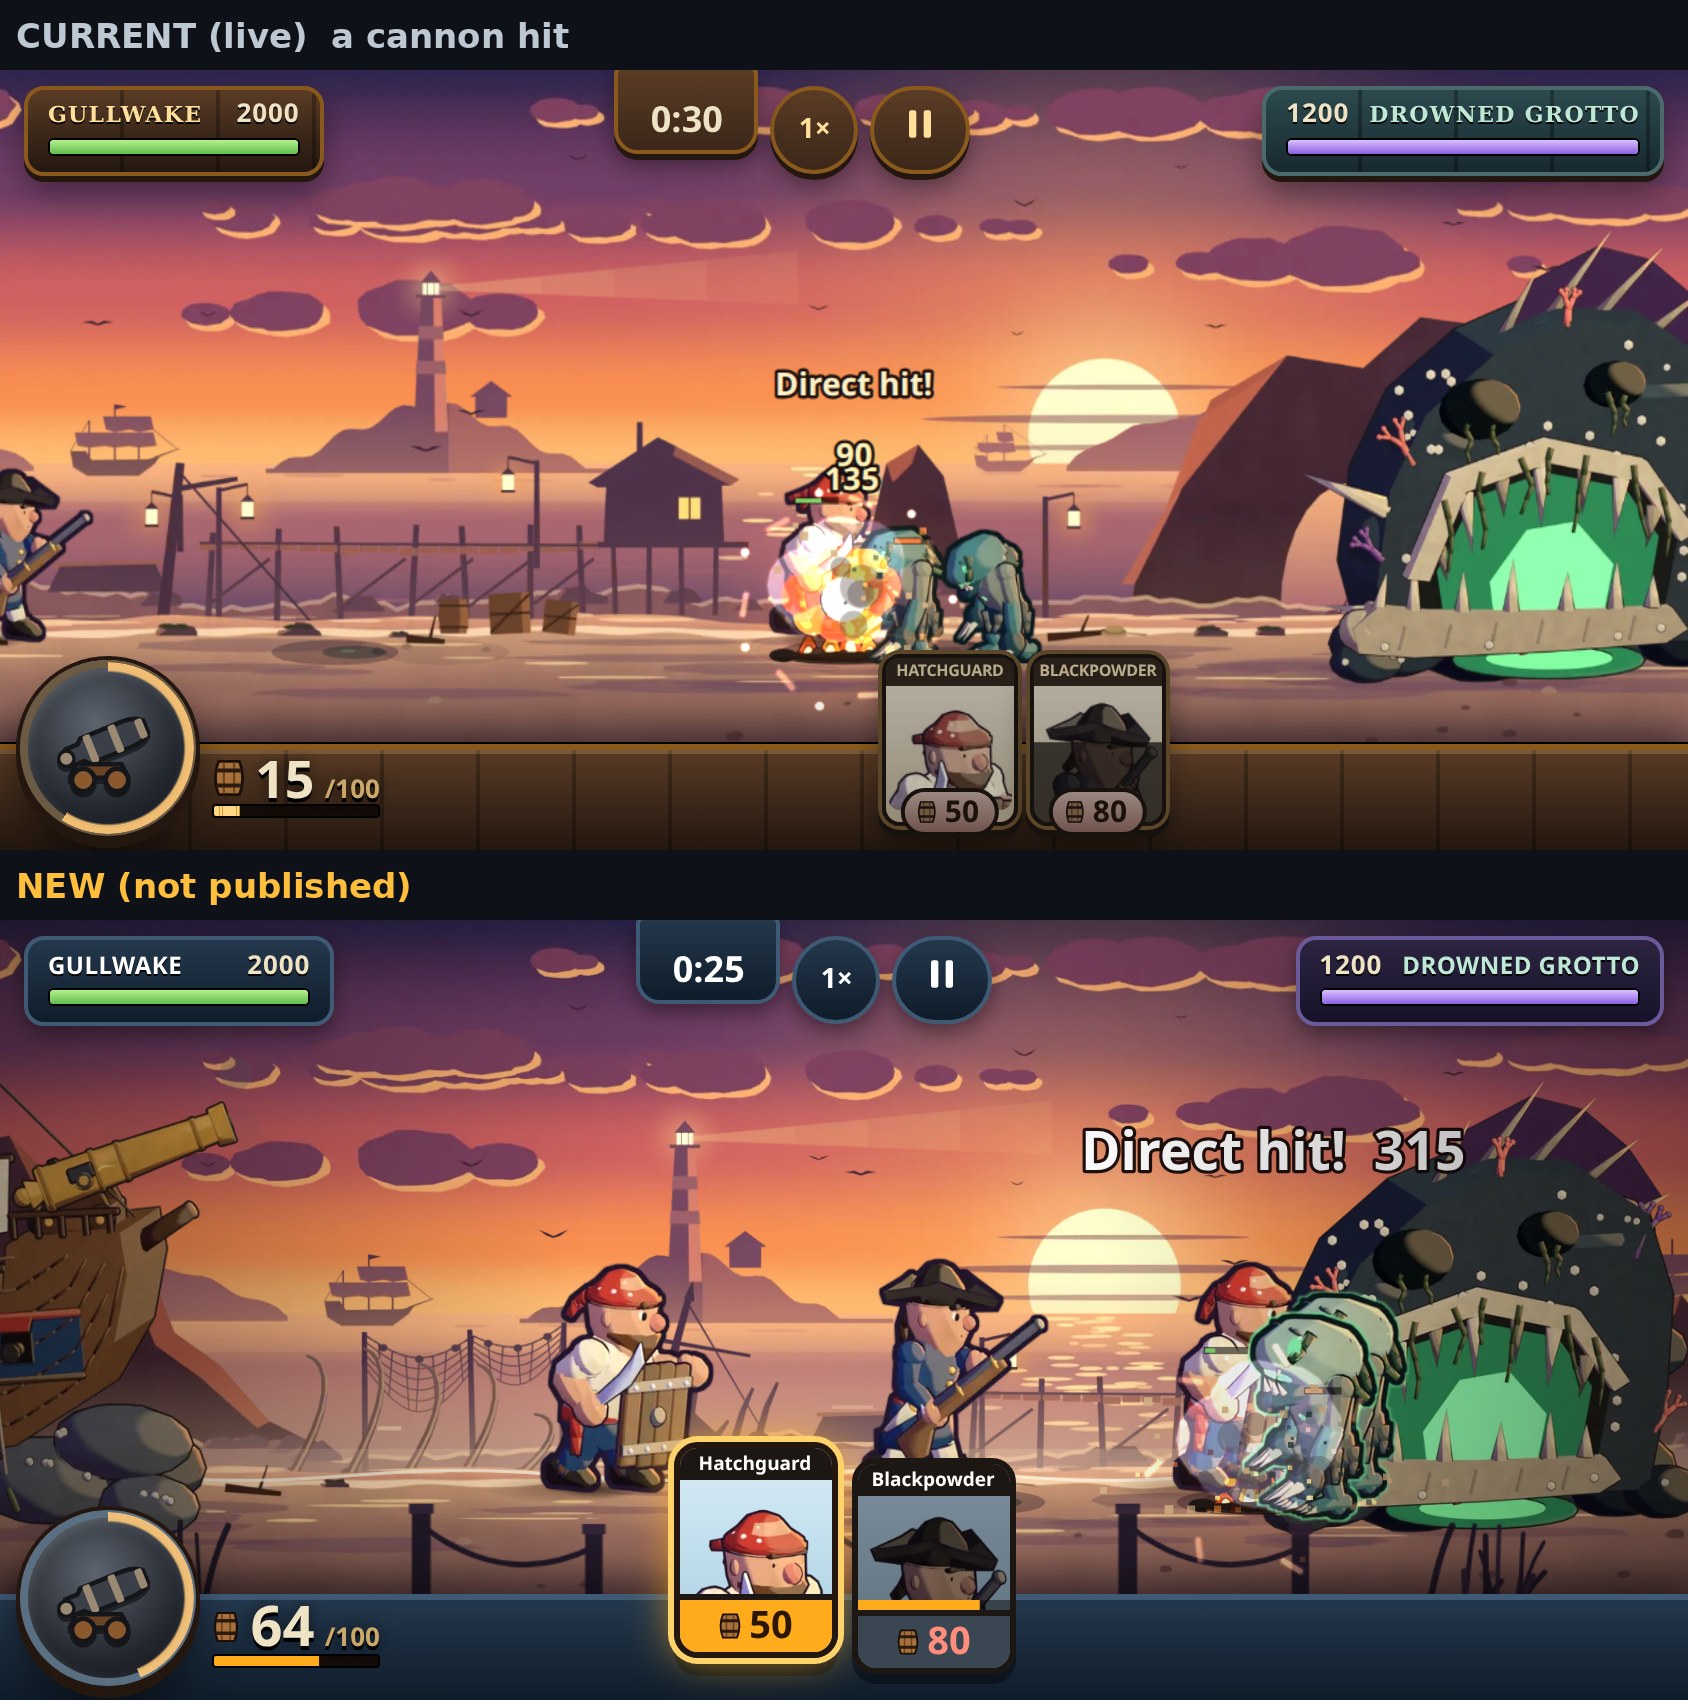 CURRENT (live) a cannon hit
GULLWAKE 2000
0:30
1×
1200 DROWNED GROTTO
Direct hit!
90
135
HATCHGUARD
BLACKPOWDER
15 /100
50
80
NEW (not published)
GULLWAKE 2000
0:25
1×
1200 DROWNED GROTTO
Direct hit! 315
Hatchguard
Blackpowder
64 /100
50
80